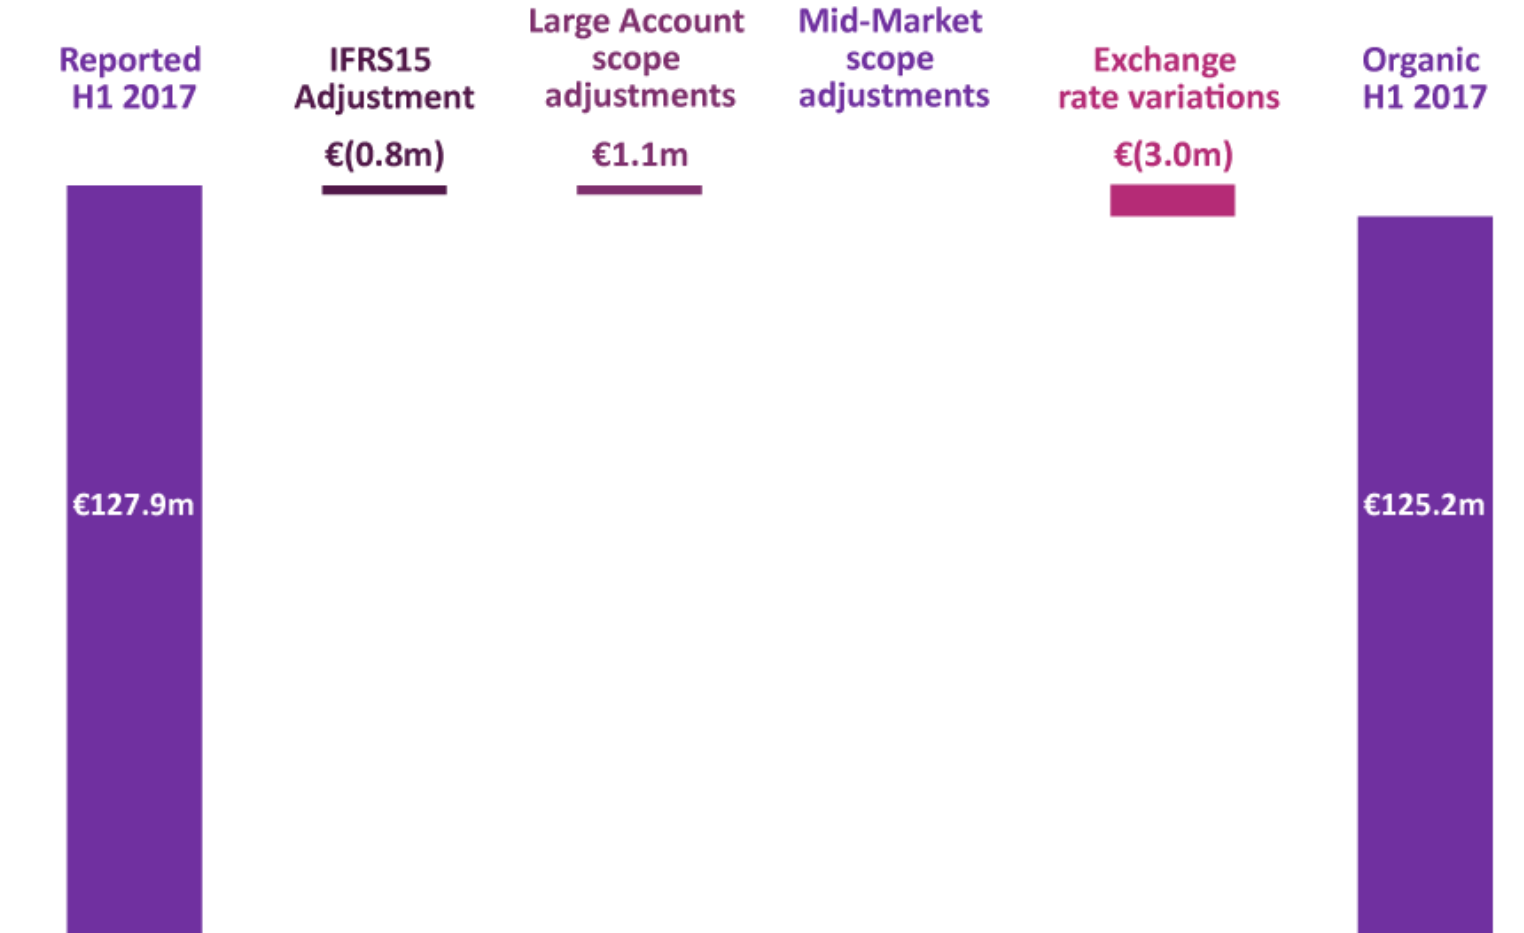 Reported
H1 2017
IFRS15
Adjustment
€(0.8m)
Large Account
scope
adjustments
€1.1m
Mid-Market
scope
adjustments
Exchange
rate variations
€(3.0m)
Organic
H1 2017
€127.9m
€125.2m